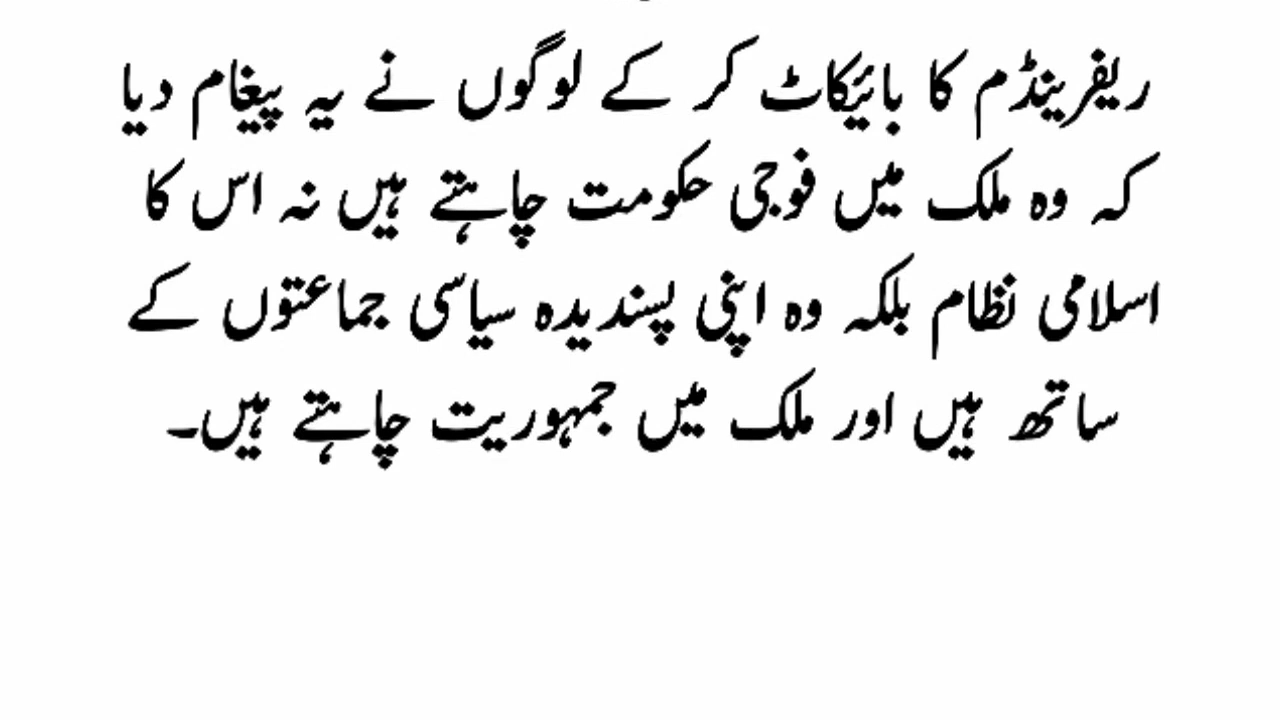 ریفرینڈم کا بائیکاٹ کر کے لوگوں نے یہ پیغام دیا
کہ وہ ملک میں فوجی حکومت چاہتے ہیں نہ اس کا
اسلامی نظام بلکہ وہ اپنی پسندیدہ سیاسی جماعتوں کے
ساتھ ہیں اور ملک میں جمہوریت چاہتے ہیں۔